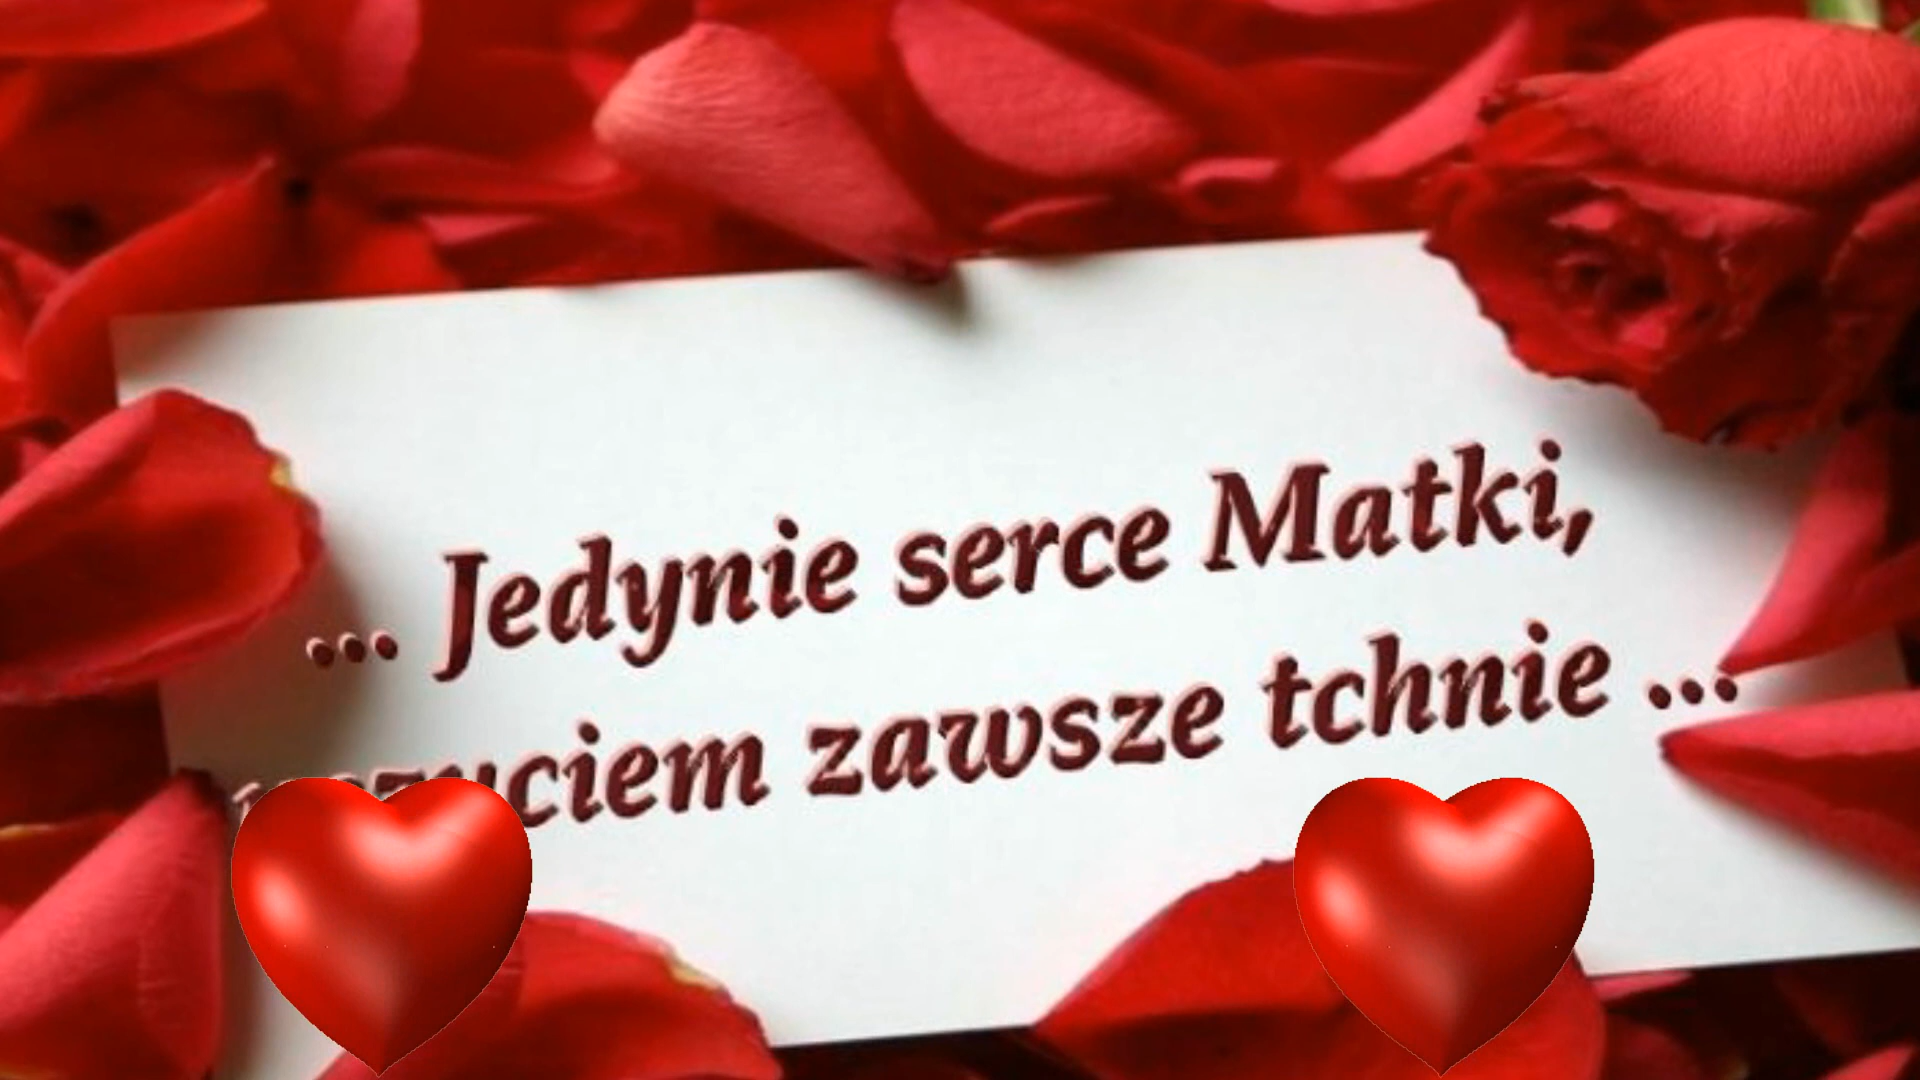 ... Jedynie serce Matki,
zawsze tchnie ...